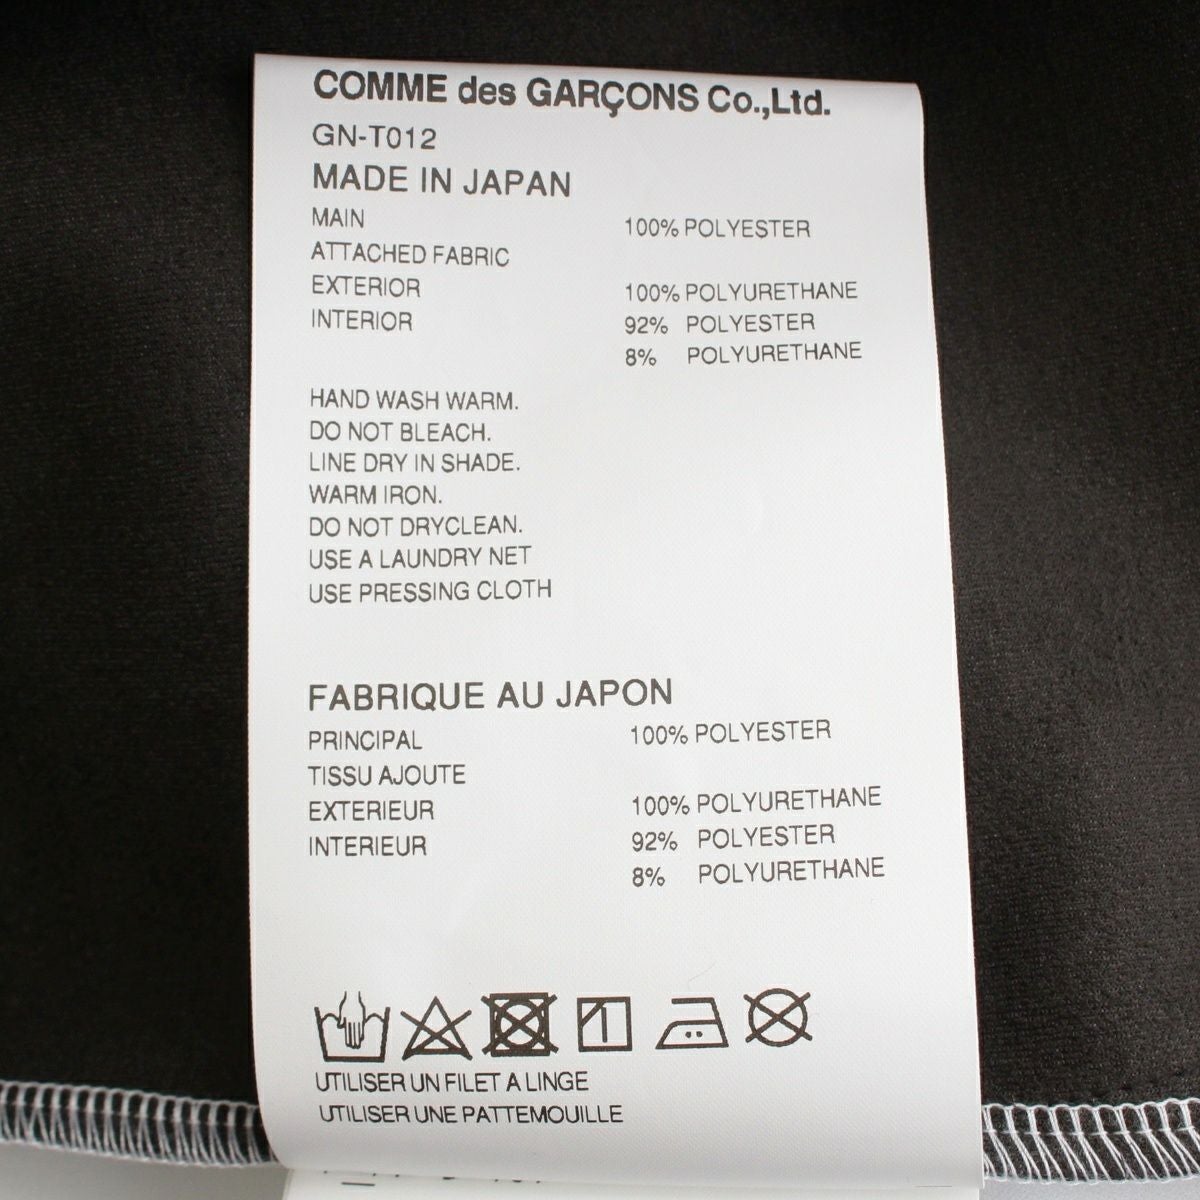 COMME des GARÇONS Co.,Ltd.
GN-T012
MADE IN JAPAN
MAIN 100% POLYESTER
ATTACHED FABRIC
EXTERIOR 100% POLYURETHANE
INTERIOR 92% POLYESTER
8% POLYURETHANE
HAND WASH WARM.
DO NOT BLEACH.
LINE DRY IN SHADE.
WARM IRON.
DO NOT DRYCLEAN.
USE A LAUNDRY NET
USE PRESSING CLOTH
FABRIQUE AU JAPON
PRINCIPAL 100% POLYESTER
TISSU AJOUTE
EXTERIEUR 100% POLYURETHANE
INTERIEUR 92% POLYESTER
8% POLYURETHANE
UTILISER UN FILET A LINGE
UTILISER UNE PATTEMOUILLE